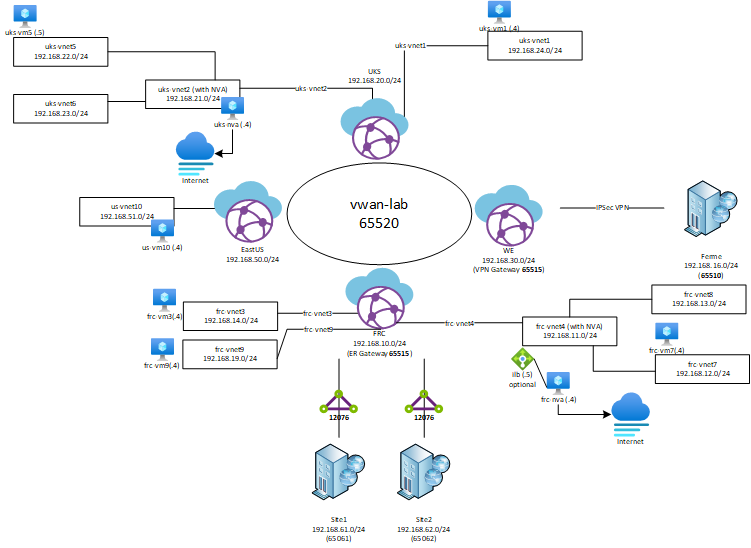 uks-vm5 (.5)
uks-vnet5
192.168.22.0/24
uks-vnet6
192.168.23.0/24
uks-vnet2 (with NVA)
192.168.21.0/24
uks-nva (.4)
Internet
uks-vnet2
UKS
192.168.20.0/24
uks-vnet1
uks-vm1 (.4)
uks-vnet1
192.168.24.0/24
vwan-lab
65520
us-vnet10
192.168.51.0/24
us-vm10 (.4)
EastUS
192.168.50.0/24
WE
192.168.30.0/24
(VPN Gateway 65515)
IPSec VPN
Ferme
192.168.16.0/24
(65510)
frc-vm3(.4)
frc-vnet3
192.168.14.0/24
frc-vnet3
frc-vm9(.4)
frc-vnet9
192.168.19.0/24
frc-vnet9
FRC
192.168.10.0/24
(ER Gateway 65515)
frc-vnet4
frc-vnet4 (with NVA)
192.168.11.0/24
frc-vnet8
192.168.13.0/24
frc-vm7(.4)
frc-vnet7
192.168.12.0/24
ilb (.5)
optional
frc-nva (.4)
Internet
12076
12076
Site1
192.168.61.0/24
(65061)
Site2
192.168.62.0/24
(65062)